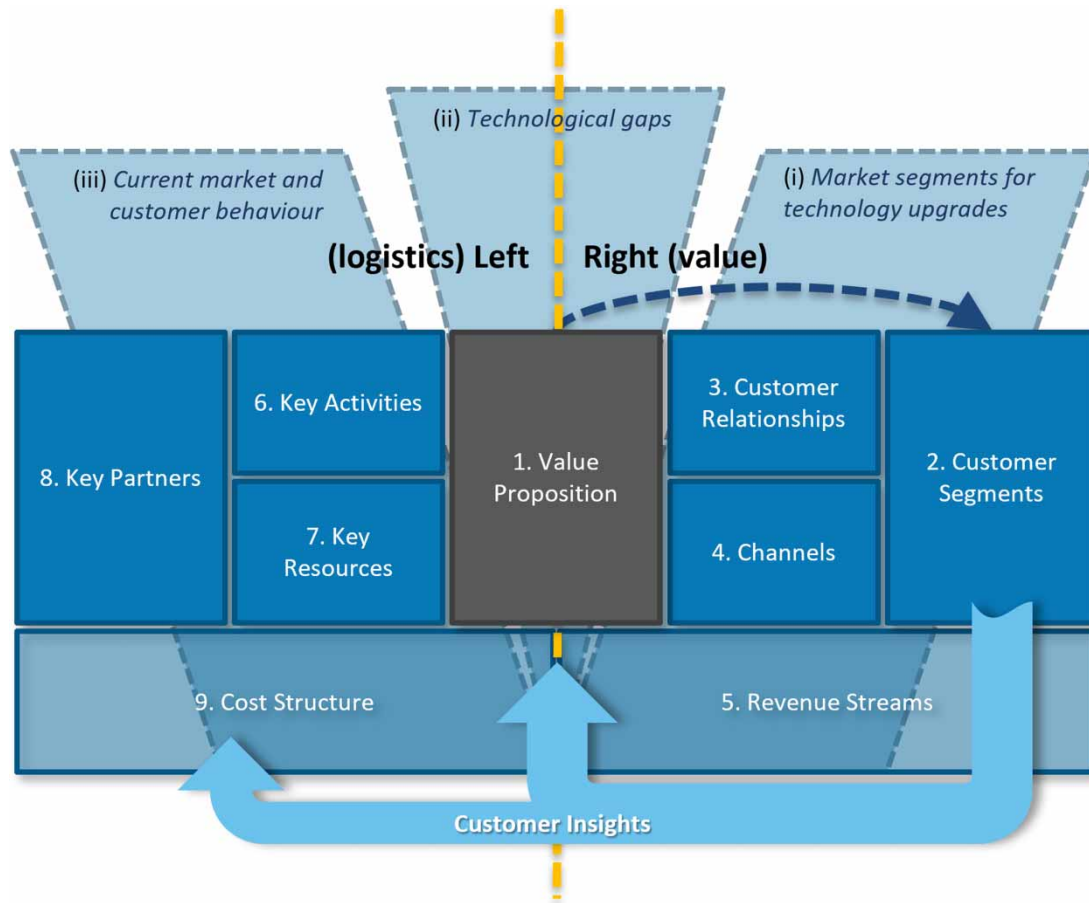 (ii) Technological gaps
(iii) Current market and
customer behaviour
(i) Market segments for
technology upgrades
(logistics) Left
Right (value)
8. Key Partners
6. Key Activities
7. Key
Resources
1. Value
Proposition
3. Customer
Relationships
4. Channels
2. Customer
Segments
9. Cost Structure
5. Revenue Streams
Customer Insights